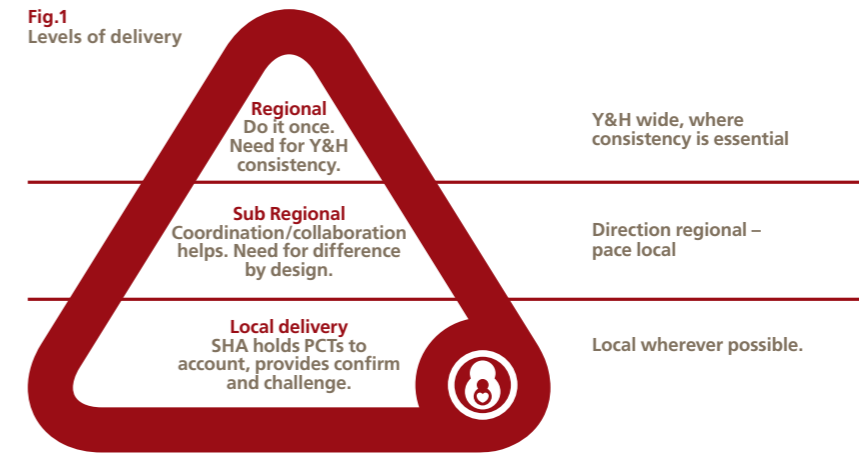 Fig.1
Levels of delivery
Regional
Do it once.
Need for Y&H
consistency.
Y&H wide, where
consistency is essential
Sub Regional
Coordination/collaboration
helps. Need for difference
by design.
Direction regional –
pace local
Local delivery
SHA holds PCTs to
account, provides confirm
and challenge.
Local wherever possible.